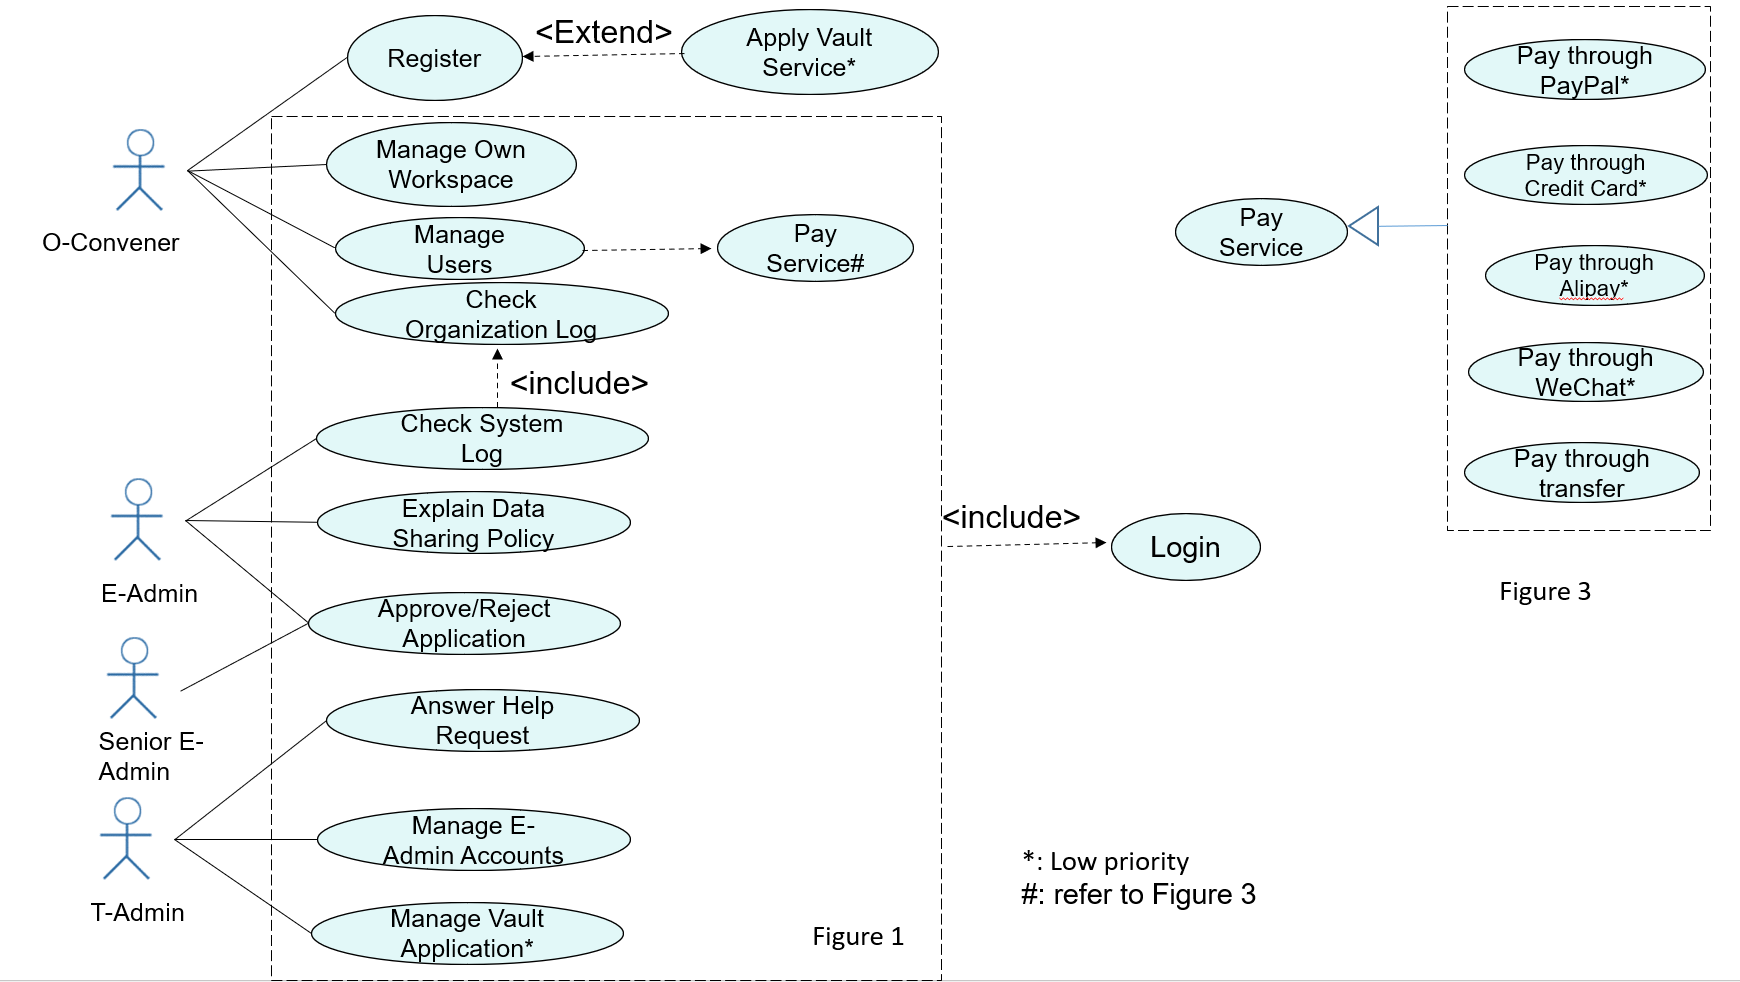 Register
<Extend>
Apply Vault
Service*
Manage Own
Workspace
O-Convener
Manage
Users
Pay
Service#
Check
Organization Log
<include>
Check System
Log
Explain Data
Sharing Policy
E-Admin
Approve/Reject
Application
Senior E-
Admin
Answer Help
Request
Manage E-
Admin Accounts
T-Admin
Manage Vault
Application*
Figure 1
<include>
Login
Pay
Service
Pay through
PayPal*
Pay through
Credit Card*
Pay through
Alipay*
Pay through
WeChat*
Pay through
transfer
Figure 3
*: Low priority
#: refer to Figure 3